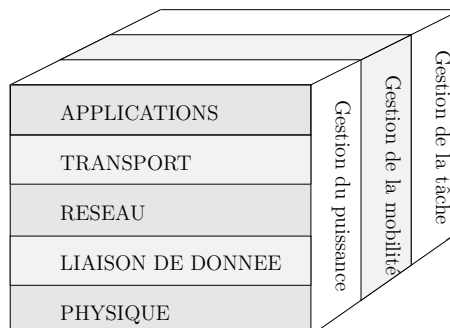 APPLICATIONS
TRANSPORT
RESEAU
LIAISON DE DONNEE
PHYSIQUE
Gestion du puissance
Gestion de la mobilité
Gestion de la tâche